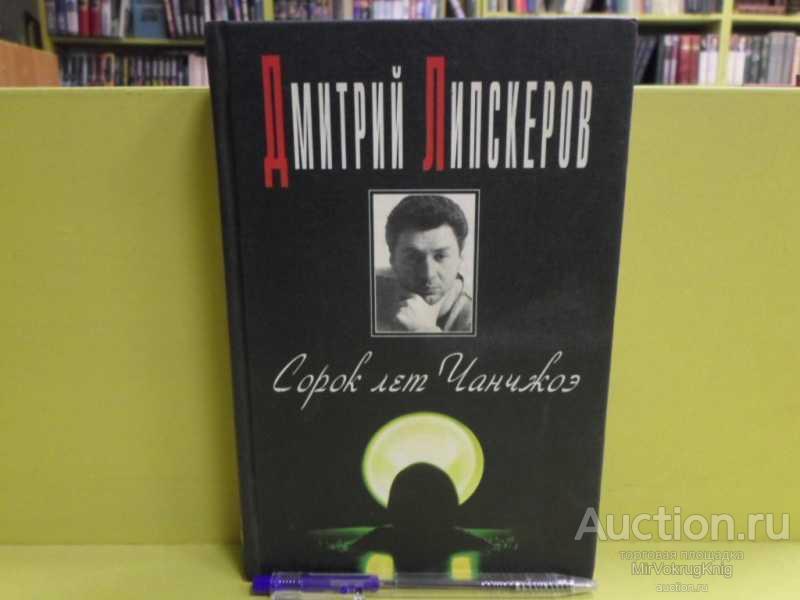 Дмитрий Липскеров
Сорок лет Чанчжоэ
Auction.ru
торговая площадка
MirVokrugKnig
auction.ru